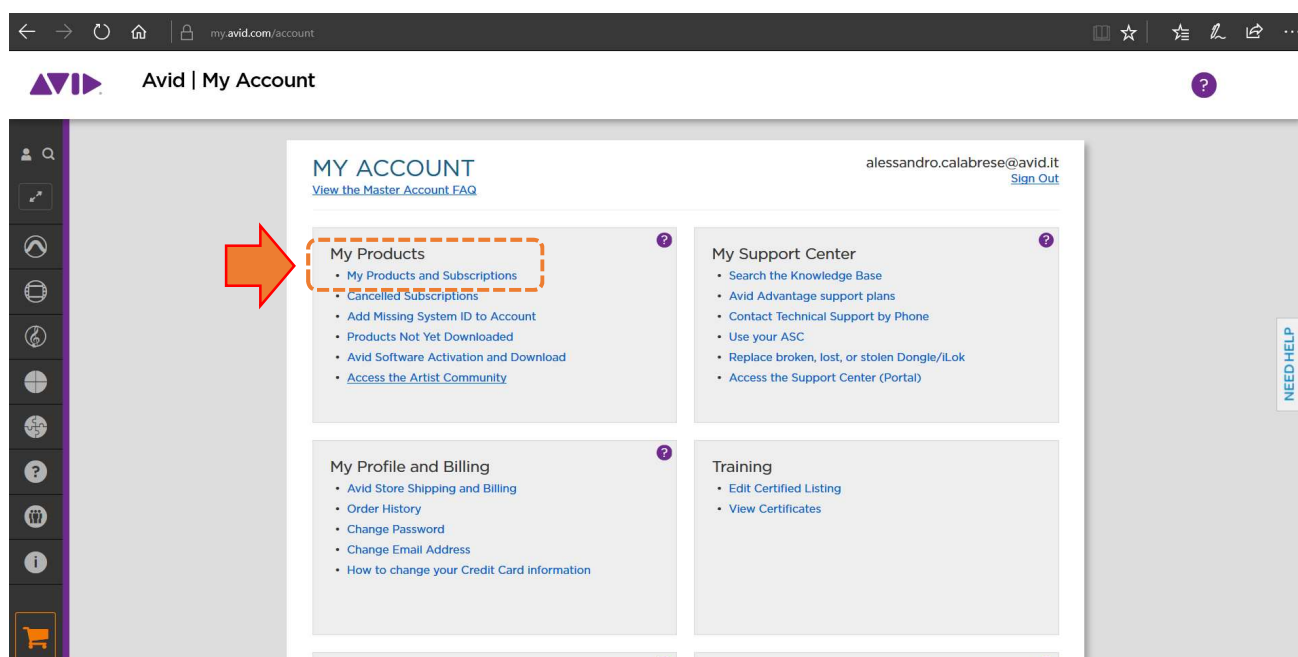 my.avid.com/account
AVID
Avid | My Account
?
MY ACCOUNT
alessandro.calabrese@avid.it
View the Master Account FAQ
Sign Out
My Products
?
• My Products and Subscriptions
• Cancelled Subscriptions
• Add Missing System ID to Account
• Products Not Yet Downloaded
• Avid Software Activation and Download
• Access the Artist Community
My Support Center
?
• Search the Knowledge Base
• Avid Advantage support plans
• Contact Technical Support by Phone
• Use your ASC
• Replace broken, lost, or stolen Dongle/iLok
• Access the Support Center (Portal)
NEED HELP
My Profile and Billing
?
• Avid Store Shipping and Billing
• Order History
• Change Password
• Change Email Address
• How to change your Credit Card information
Training
• Edit Certified Listing
• View Certificates
?
i